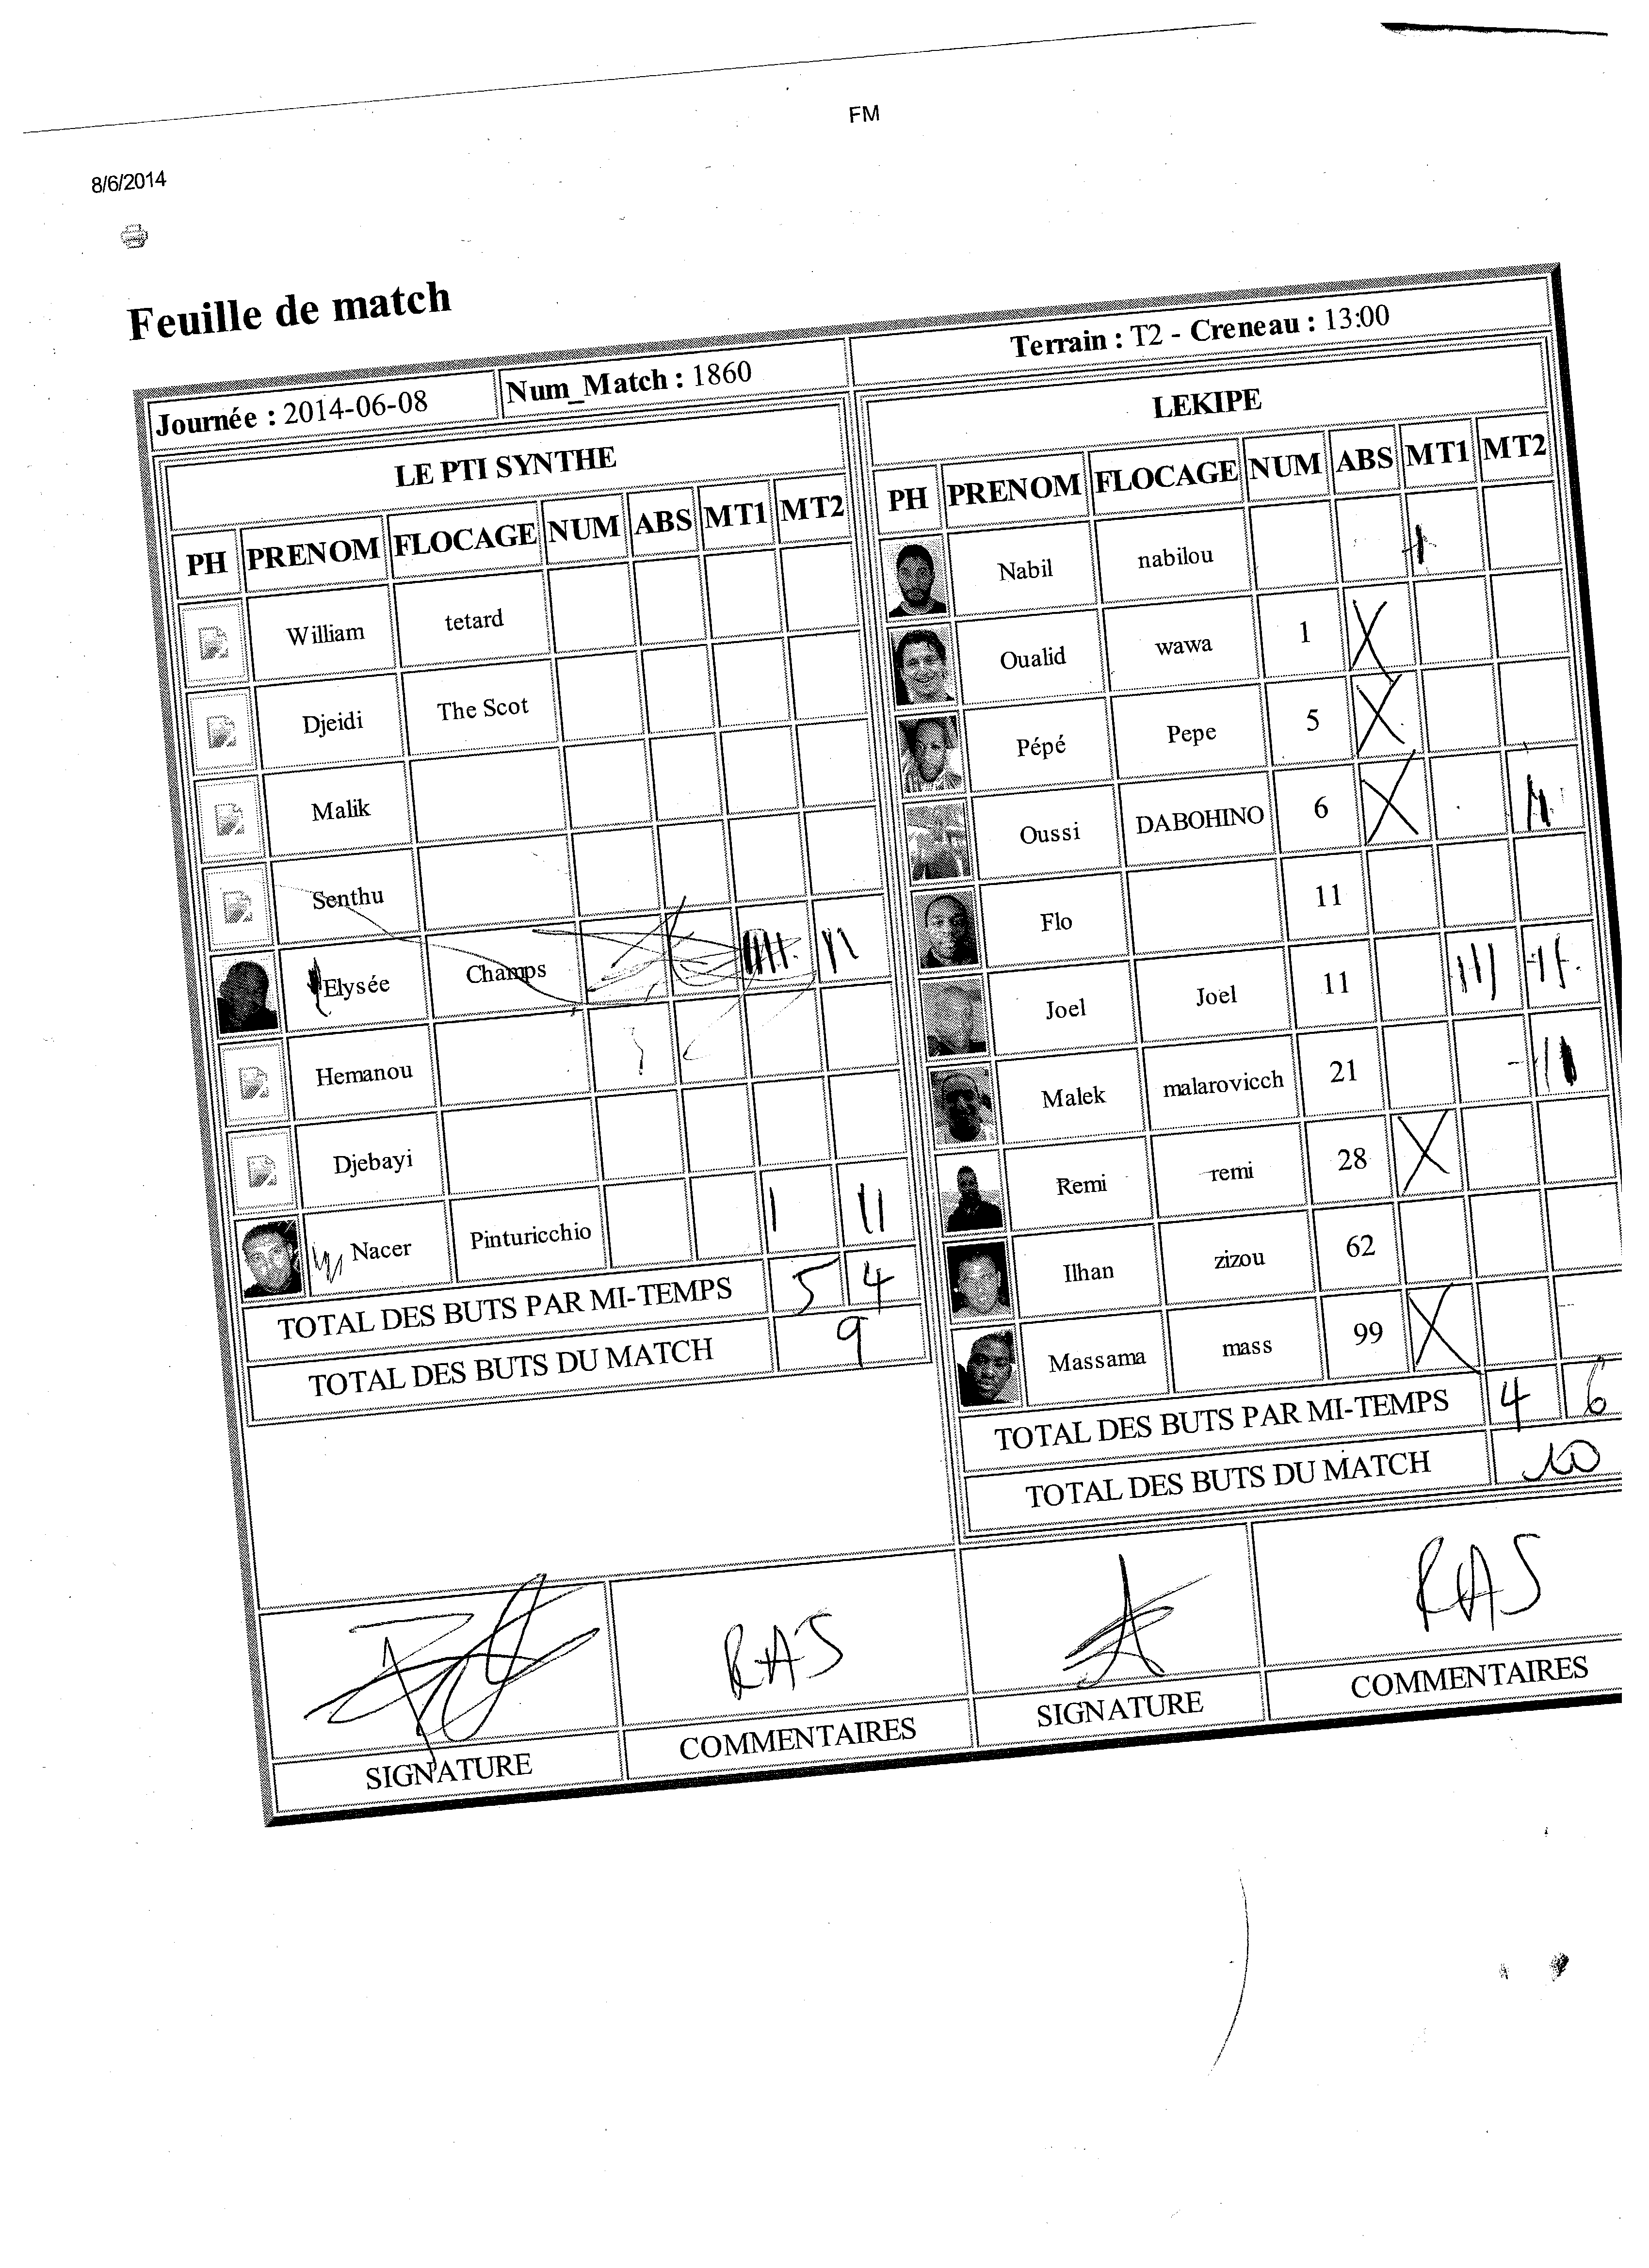 FM
8/6/2014
Feuille de match
Journée : 2014-06-08 Num_Match : 1860 Terrain : T2 - Creneau : 13:00
LE PTI SYNTHE
PH PRENOM FLOCAGE NUM ABS MT1 MT2
William tetard
Djeidi The Scot
Malik
Senthu
Elysée Champs IIII II
Hemanou
Djebayi
Nacer Pinturicchio I II
TOTAL DES BUTS PAR MI-TEMPS 5 4
TOTAL DES BUTS DU MATCH 9
LEKIPE
PH PRENOM FLOCAGE NUM ABS MT1 MT2
Nabil nabilou
Oualid wawa 1 X
Pépé Pepe 5 X
Oussi DABOHINO 6 X
Flo 11
Joel Joel 11 III
Malek malarovicch 21
Remi remi 28 X
Ilhan zizou 62
Massama mass 99 X
TOTAL DES BUTS PAR MI-TEMPS 4 6
TOTAL DES BUTS DU MATCH 10
RAS RAS
SIGNATURE COMMENTAIRES SIGNATURE COMMENTAIRES